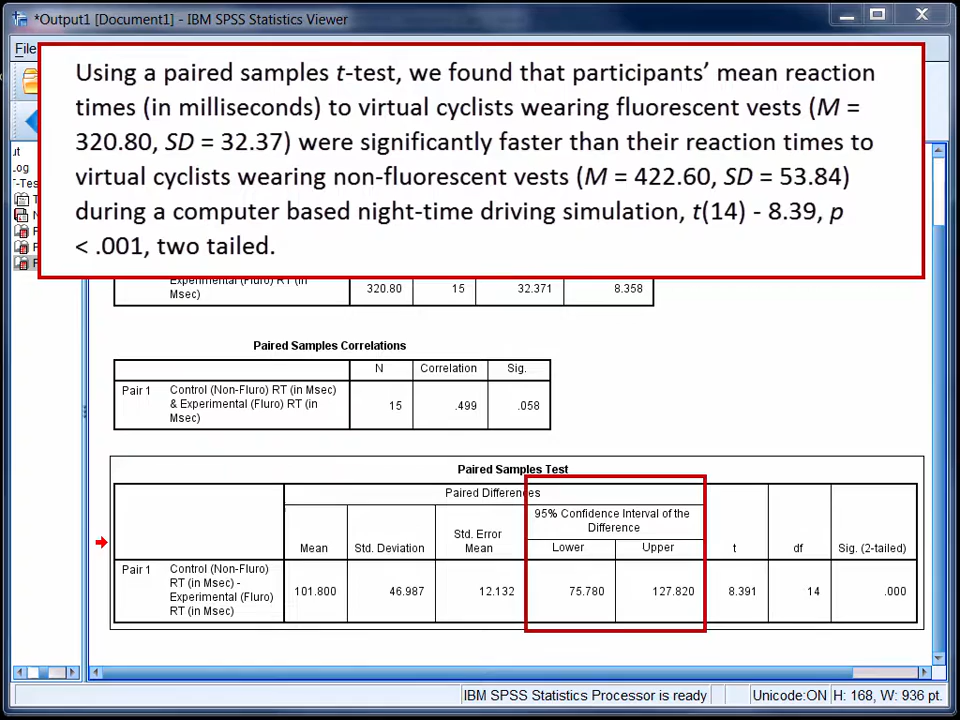 *Output1 [Document1] - IBM SPSS Statistics Viewer
File
Using a paired samples t-test, we found that participants’ mean reaction
times (in milliseconds) to virtual cyclists wearing fluorescent vests (M =
320.80, SD = 32.37) were significantly faster than their reaction times to
virtual cyclists wearing non-fluorescent vests (M = 422.60, SD = 53.84)
during a computer based night-time driving simulation, t(14) - 8.39, p
< .001, two tailed.
Experimental (Fluro) RT (in
Msec)
320.80 15 32.371 8.358
Paired Samples Correlations
N Correlation Sig.
Pair 1 Control (Non-Fluro) RT (in Msec)
& Experimental (Fluro) RT (in
Msec)
15 .499 .058
Paired Samples Test
Paired Differences
95% Confidence Interval of the
Difference
Std. Error
Mean Std. Deviation Mean Lower Upper t df Sig. (2-tailed)
Pair 1 Control (Non-Fluro)
RT (in Msec) -
Experimental (Fluro)
RT (in Msec)
101.800 46.987 12.132 75.780 127.820 8.391 14 .000
IBM SPSS Statistics Processor is ready Unicode:ON H: 168, W: 936 pt.